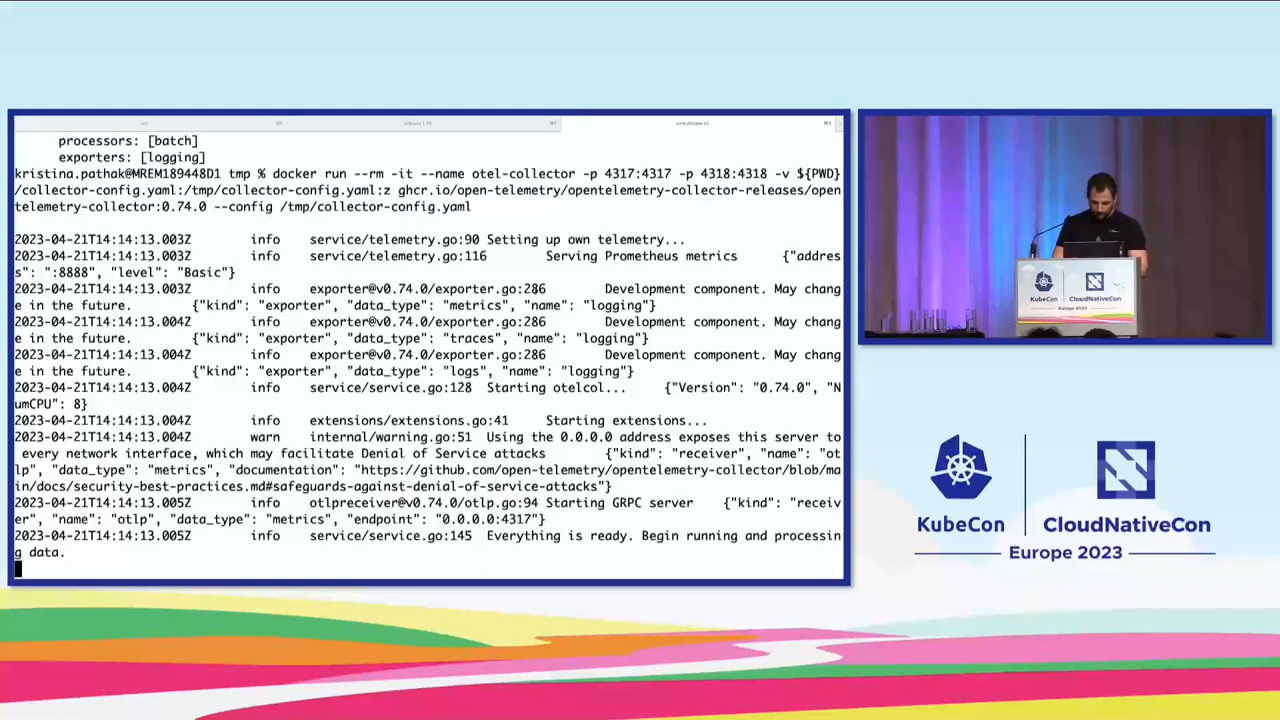 processors: [batch]
exporters: [logging]
kristina.pathak@MREM189448D1 tmp % docker run --rm -it --name otel-collector -p 4317:4317 -p 4318:4318 -v ${PWD}
/collector-config.yaml:/tmp/collector-config.yaml:z ghcr.io/open-telemetry/opentelemetry-collector-releases/open
telemetry-collector:0.74.0 --config /tmp/collector-config.yaml
2023-04-21T14:14:13.003Z info service/telemetry.go:90 Setting up own telemetry...
2023-04-21T14:14:13.003Z info service/telemetry.go:116 Serving Prometheus metrics {"addres
s": ":8888", "level": "Basic"}
2023-04-21T14:14:13.003Z info exporter@v0.74.0/exporter.go:286 Development component. May chang
e in the future. {"kind": "exporter", "data_type": "metrics", "name": "logging"}
2023-04-21T14:14:13.004Z info exporter@v0.74.0/exporter.go:286 Development component. May chang
e in the future. {"kind": "exporter", "data_type": "traces", "name": "logging"}
2023-04-21T14:14:13.004Z info exporter@v0.74.0/exporter.go:286 Development component. May chang
e in the future. {"kind": "exporter", "data_type": "logs", "name": "logging"}
2023-04-21T14:14:13.004Z info service/service.go:128 Starting otelcol... {"Version": "0.74.0", "N
umCPU": 8}
2023-04-21T14:14:13.004Z info extensions/extensions.go:41 Starting extensions...
2023-04-21T14:14:13.004Z warn internal/warning.go:51 Using the 0.0.0.0 address exposes this server to
every network interface, which may facilitate Denial of Service attacks {"kind": "receiver", "name": "ot
lp", "data_type": "metrics", "documentation": "https://github.com/open-telemetry/opentelemetry-collector/blob/ma
in/docs/security-best-practices.md#safeguards-against-denial-of-service-attacks"}
2023-04-21T14:14:13.005Z info otlpreceiver@v0.74.0/otlp.go:94 Starting GRPC server {"kind": "receiv
er", "name": "otlp", "data_type": "metrics", "endpoint": "0.0.0.0:4317"}
2023-04-21T14:14:13.005Z info service/service.go:145 Everything is ready. Begin running and processin
g data.
KubeCon CloudNativeCon
Europe 2023
KubeCon CloudNativeCon
Europe 2023